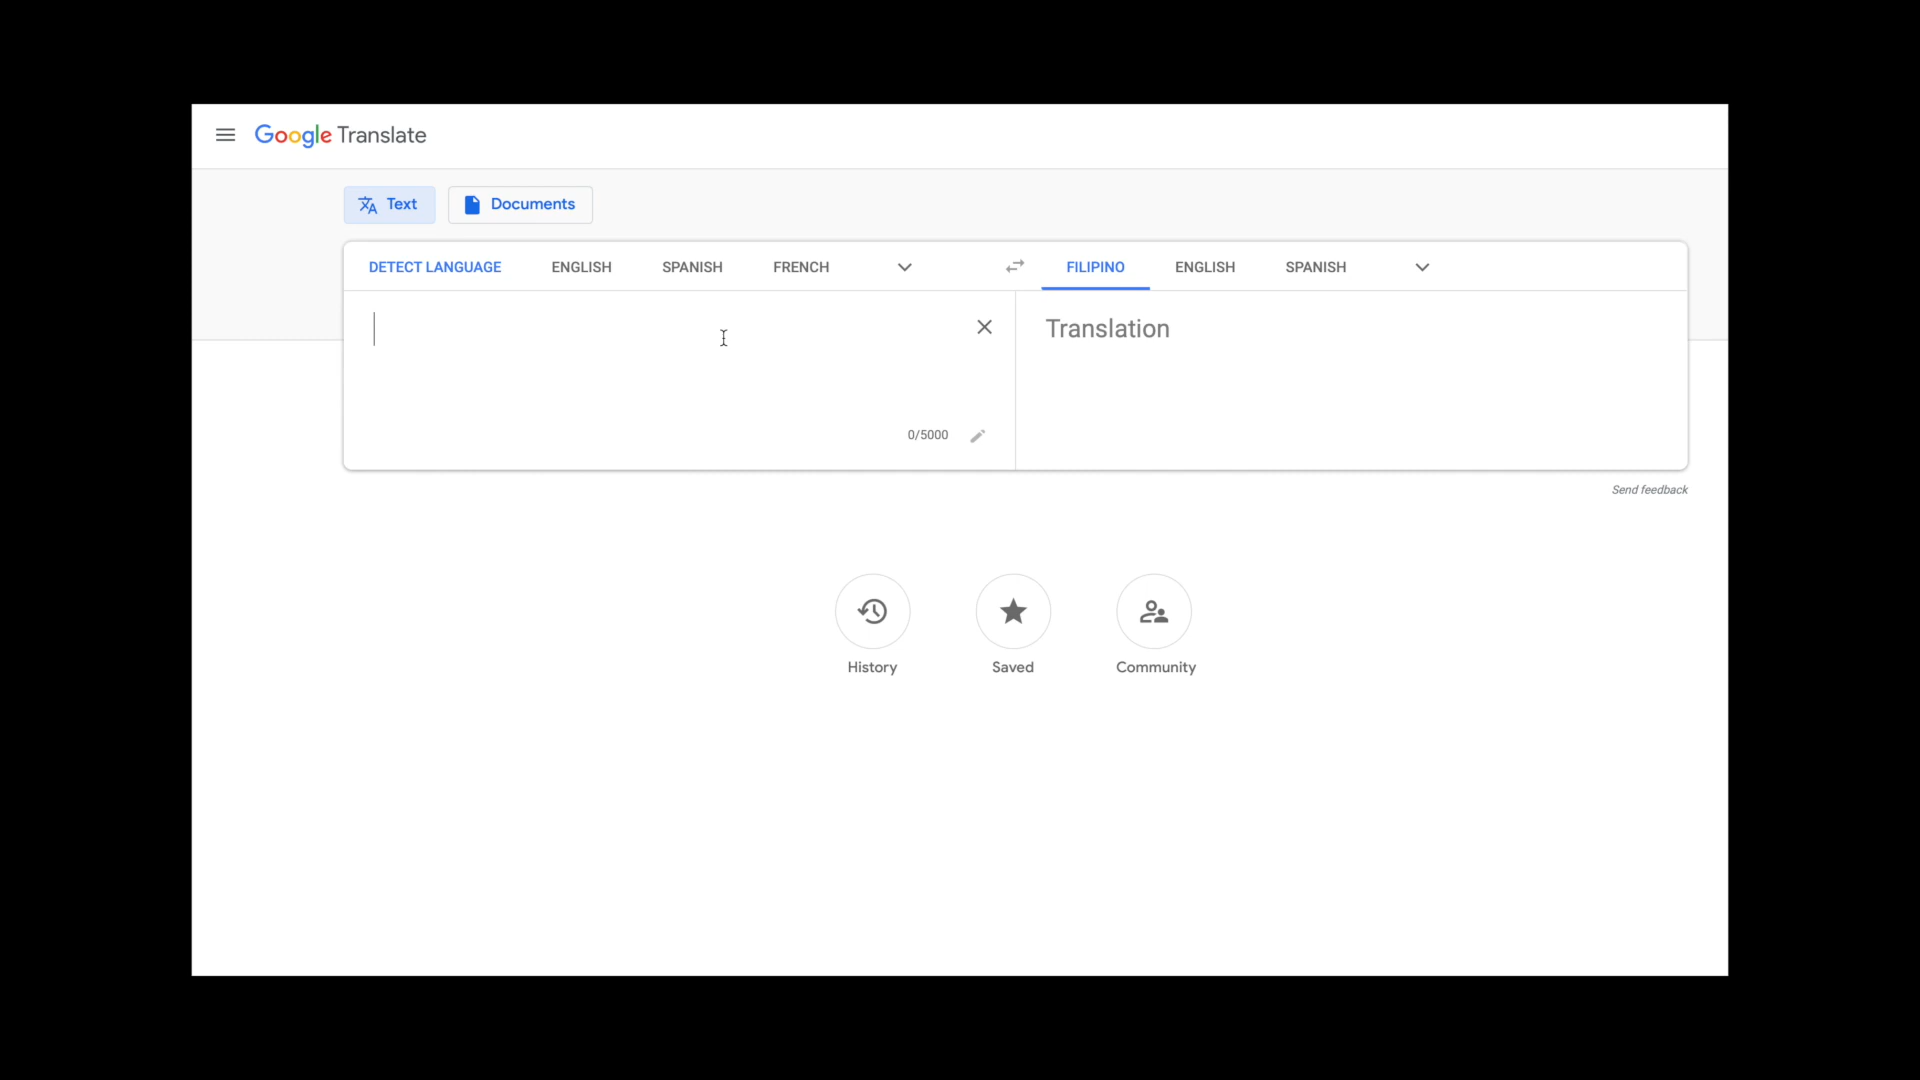 Google Translate
Text Documents
DETECT LANGUAGE ENGLISH SPANISH FRENCH FILIPINO ENGLISH SPANISH
Translation
0/5000
Send feedback
History Saved Community